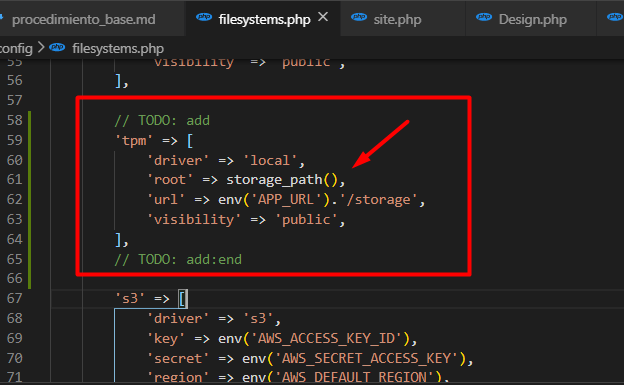 procedimiento_base.md
filesystems.php
site.php
Design.php
config > filesystems.php
55 'visibility' => 'public',
56 ],
57
58 // TODO: add
59 'tpm' => [
60 'driver' => 'local',
61 'root' => storage_path(),
62 'url' => env('APP_URL').'/storage',
63 'visibility' => 'public',
64 ],
65 // TODO: add:end
66
67 's3' => [
68 'driver' => 's3',
69 'key' => env('AWS_ACCESS_KEY_ID'),
70 'secret' => env('AWS_SECRET_ACCESS_KEY'),
71 'region' => env('AWS_DEFAULT_REGION'),